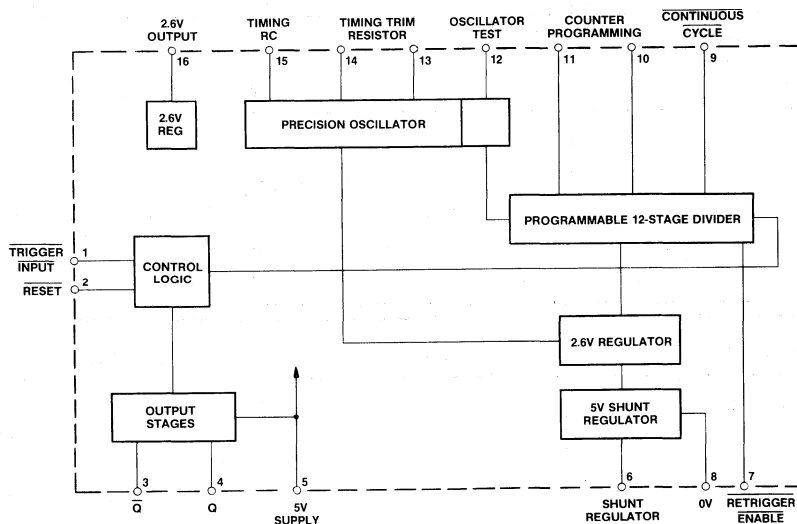 2.6V
OUTPUT
16
TIMING
RC
15
TIMING TRIM
RESISTOR
14
13
OSCILLATOR
TEST
12
COUNTER
PROGRAMMING
11
10
CONTINUOUS
CYCLE
9
2.6V
REG
PRECISION OSCILLATOR
PROGRAMMABLE 12-STAGE DIVIDER
TRIGGER
INPUT
1
RESET
2
CONTROL
LOGIC
2.6V REGULATOR
OUTPUT
STAGES
5V SHUNT
REGULATOR
3
Q
4
Q
5
5V
SUPPLY
6
SHUNT
REGULATOR
8
0V
7
RETRIGGER
ENABLE